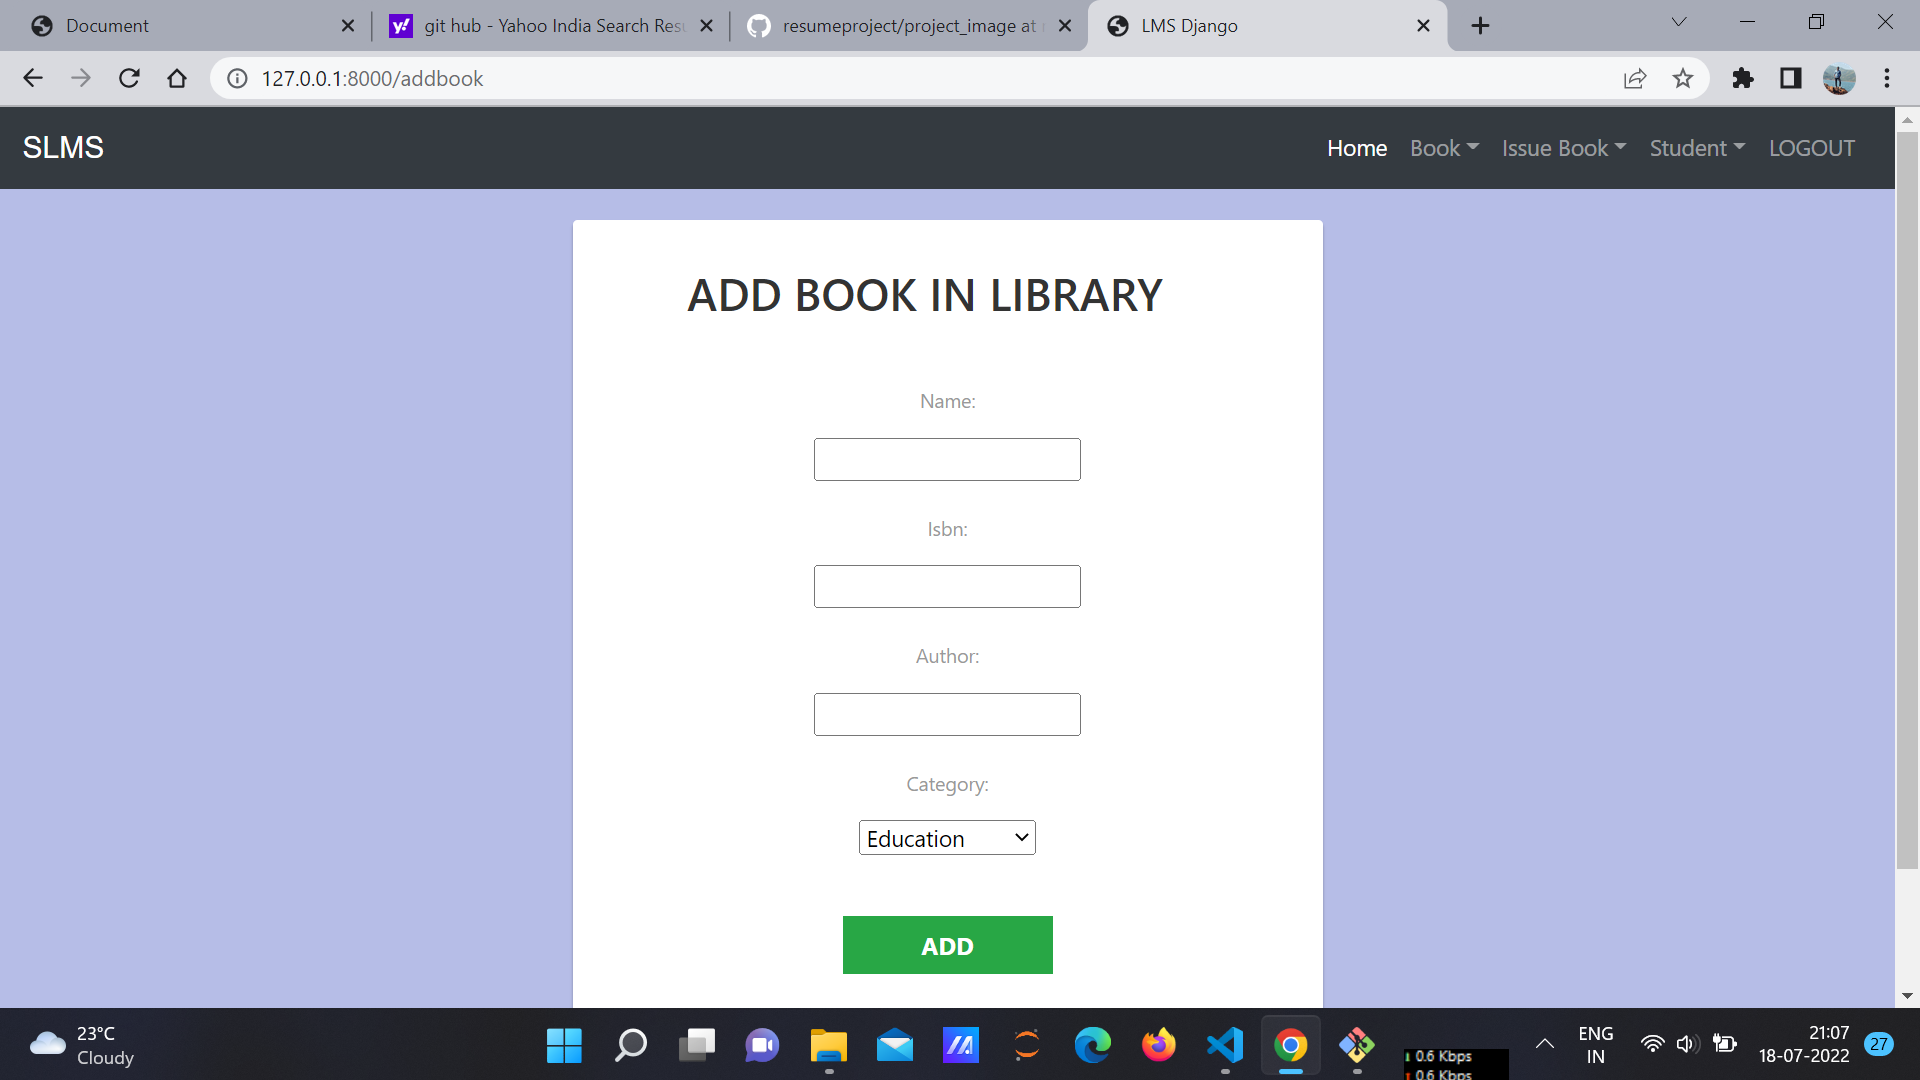 Document
git hub - Yahoo India Search Resu
resumeproject/project_image at
LMS Django
127.0.0.1:8000/addbook
SLMS
Home Book Issue Book Student LOGOUT
ADD BOOK IN LIBRARY
Name:
Isbn:
Author:
Category:
Education
ADD
23°C
Cloudy
0.6 Kbps
0.6 Kbps
ENG
IN
21:07
18-07-2022
27